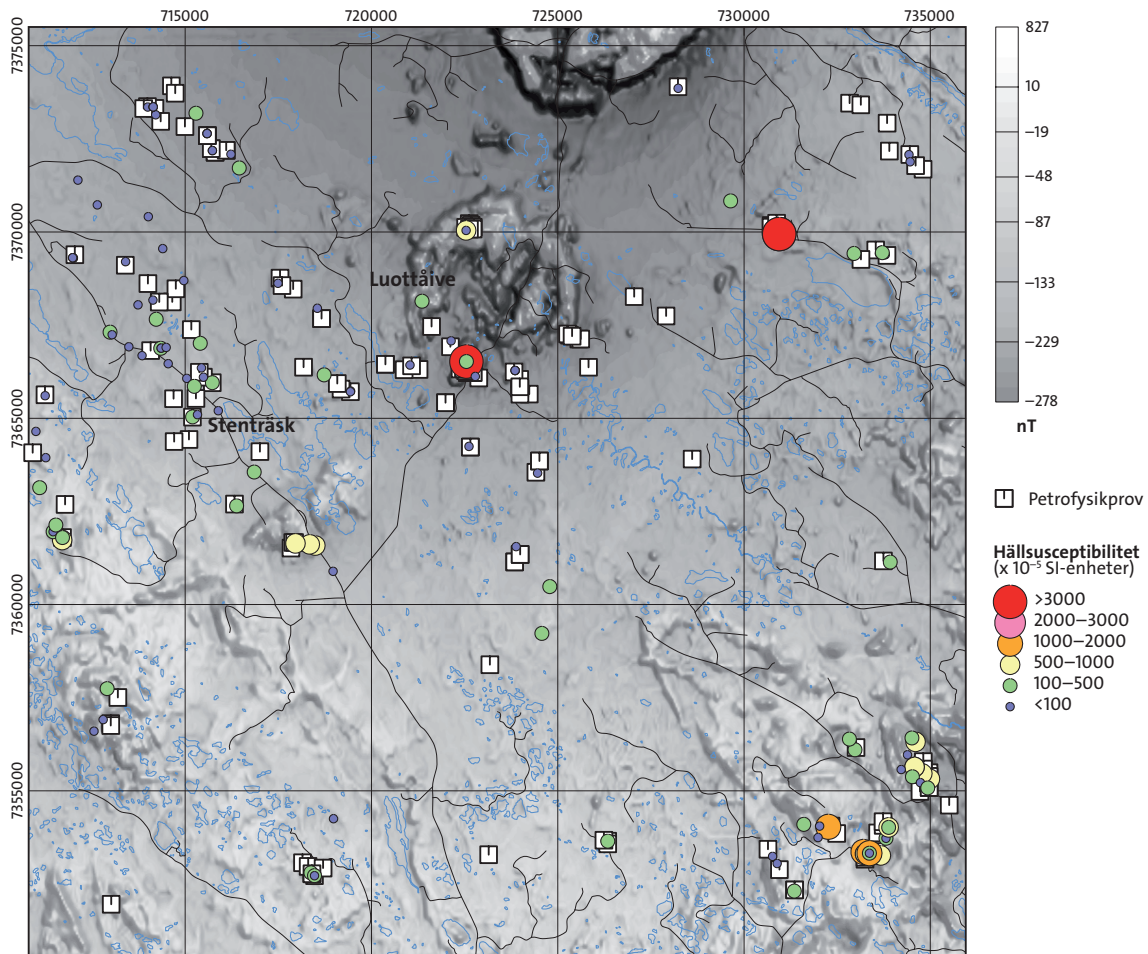 715000 720000 725000 730000 735000
7375000
7370000
7365000
7360000
7355000
Luottåive
Stenträsk
827
10
–19
–48
–87
–133
–229
–278
nT
Petrofysikprov
Hällsusceptibilitet
(x 10⁻⁵ SI-enheter)
>3000
2000–3000
1000–2000
500–1000
100–500
<100